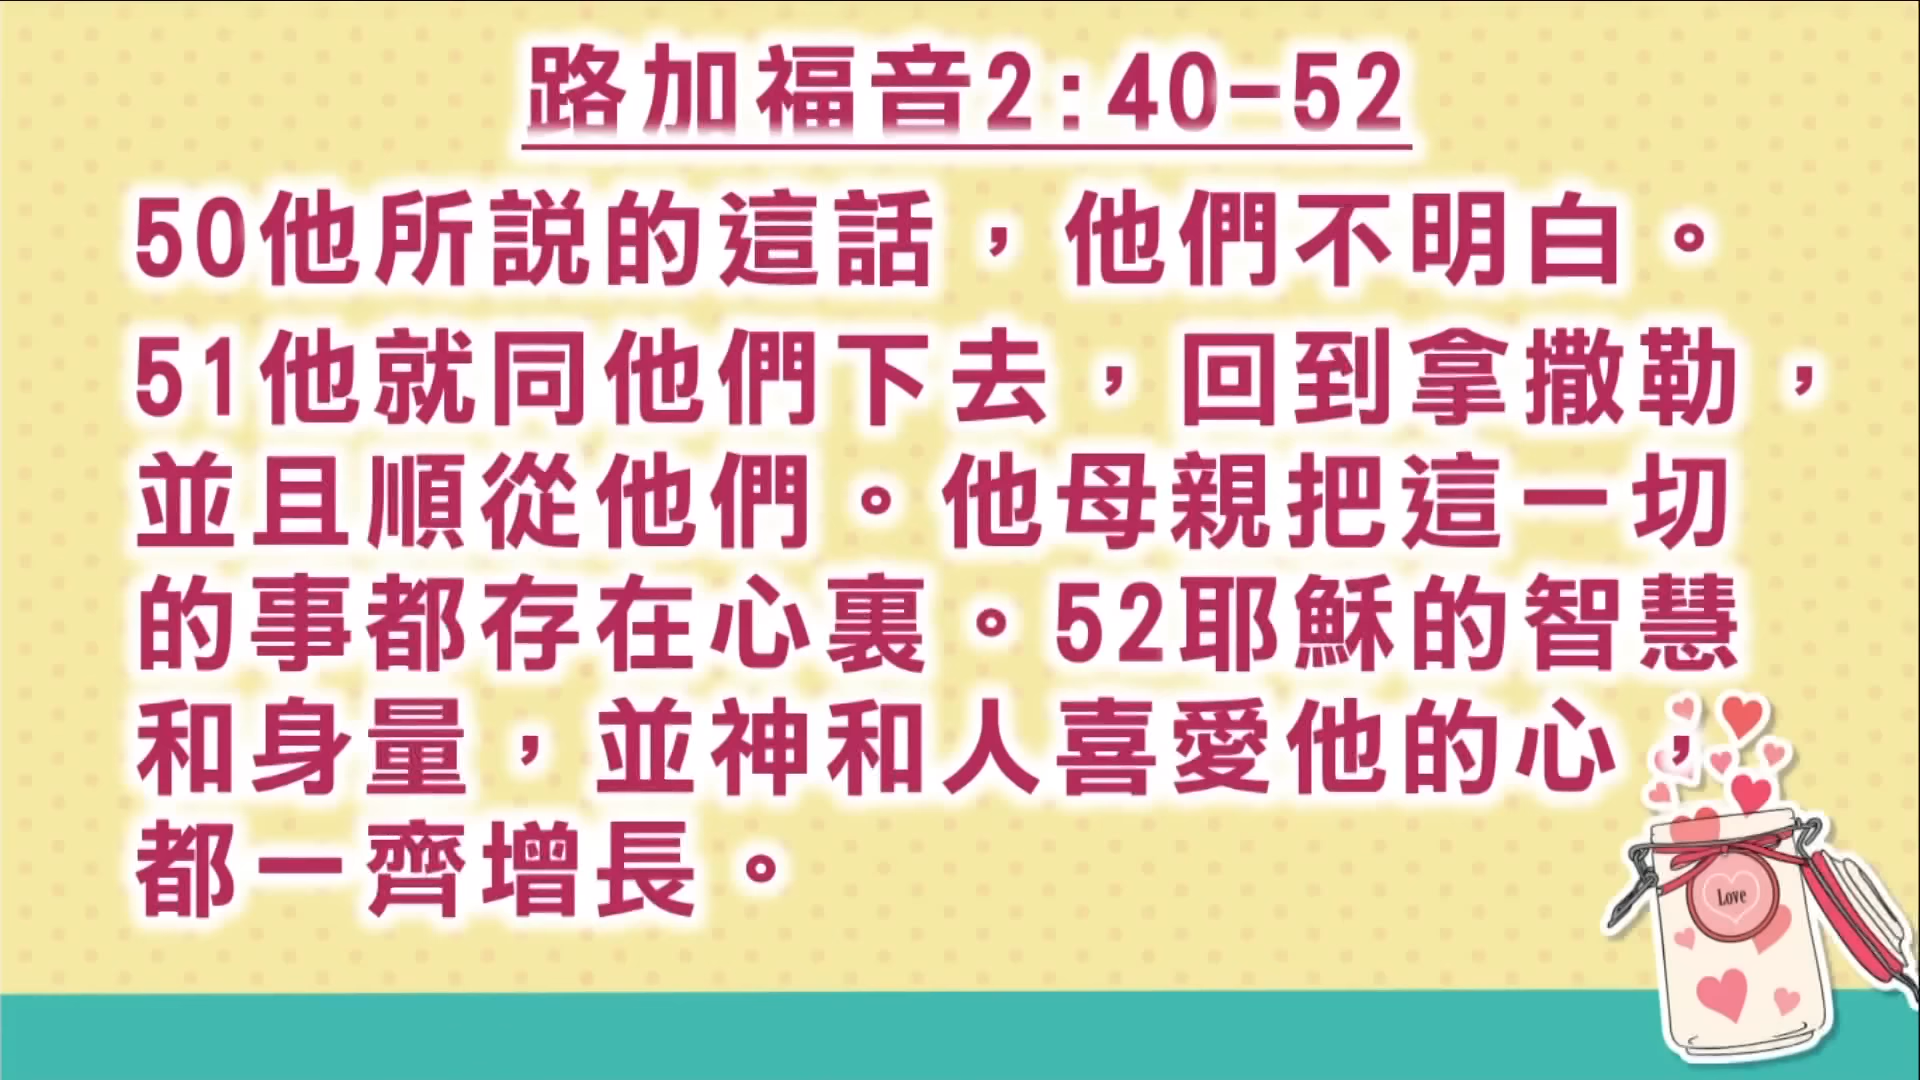 路加福音2:40-52
50他所說的這話，他們不明白。
51他就同他們下去，回到拿撒勒，
並且順從他們。他母親把這一切
的事都存在心裏。52耶穌的智慧
和身量，並神和人喜愛他的心，
都一齊增長。
Love